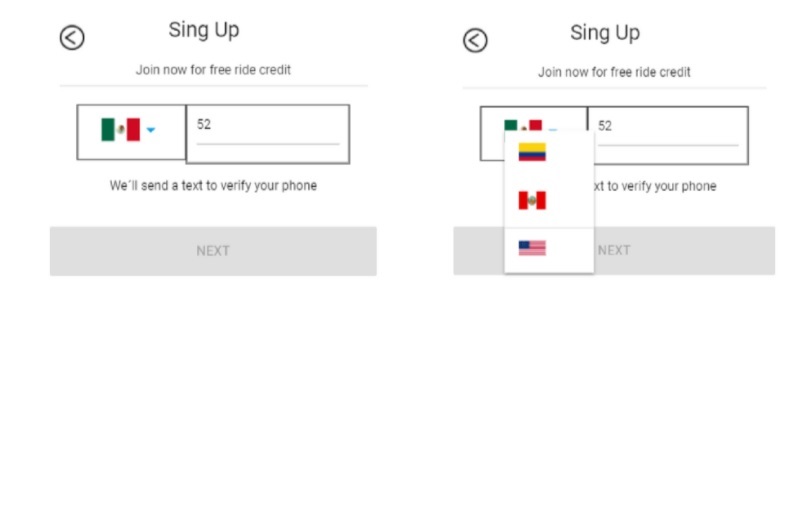 Sing Up
Join now for free ride credit
52
We´ll send a text to verify your phone
NEXT
Sing Up
Join now for free ride credit
52
xt to verify your phone
NEXT